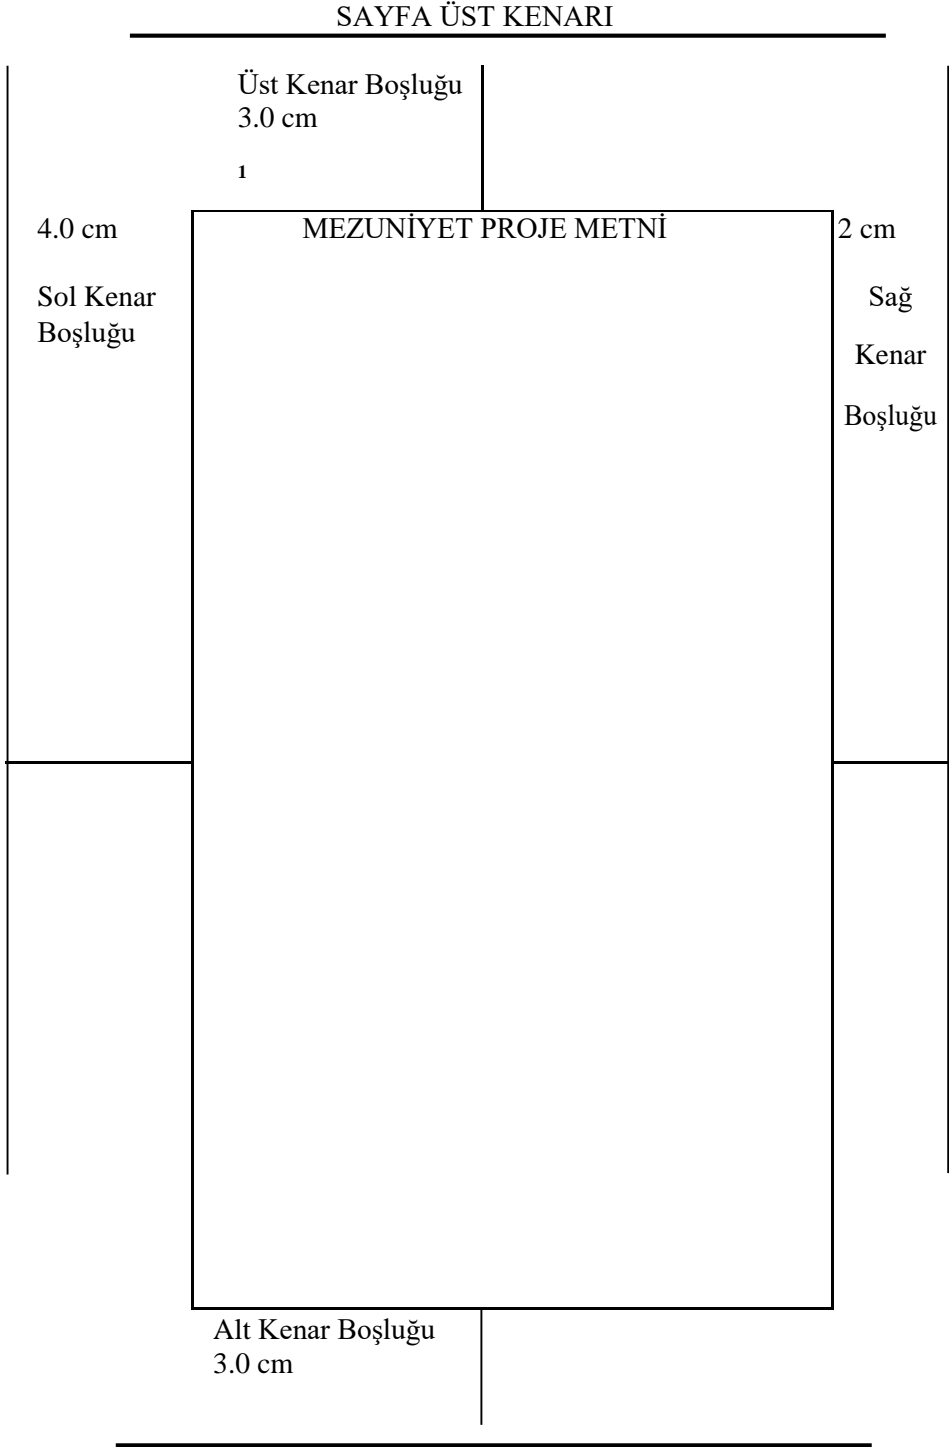 SAYFA ÜST KENARI
Üst Kenar Boşluğu
3.0 cm
1
4.0 cm
Sol Kenar
Boşluğu
MEZUNİYET PROJE METNİ
2 cm
Sağ
Kenar
Boşluğu
Alt Kenar Boşluğu
3.0 cm